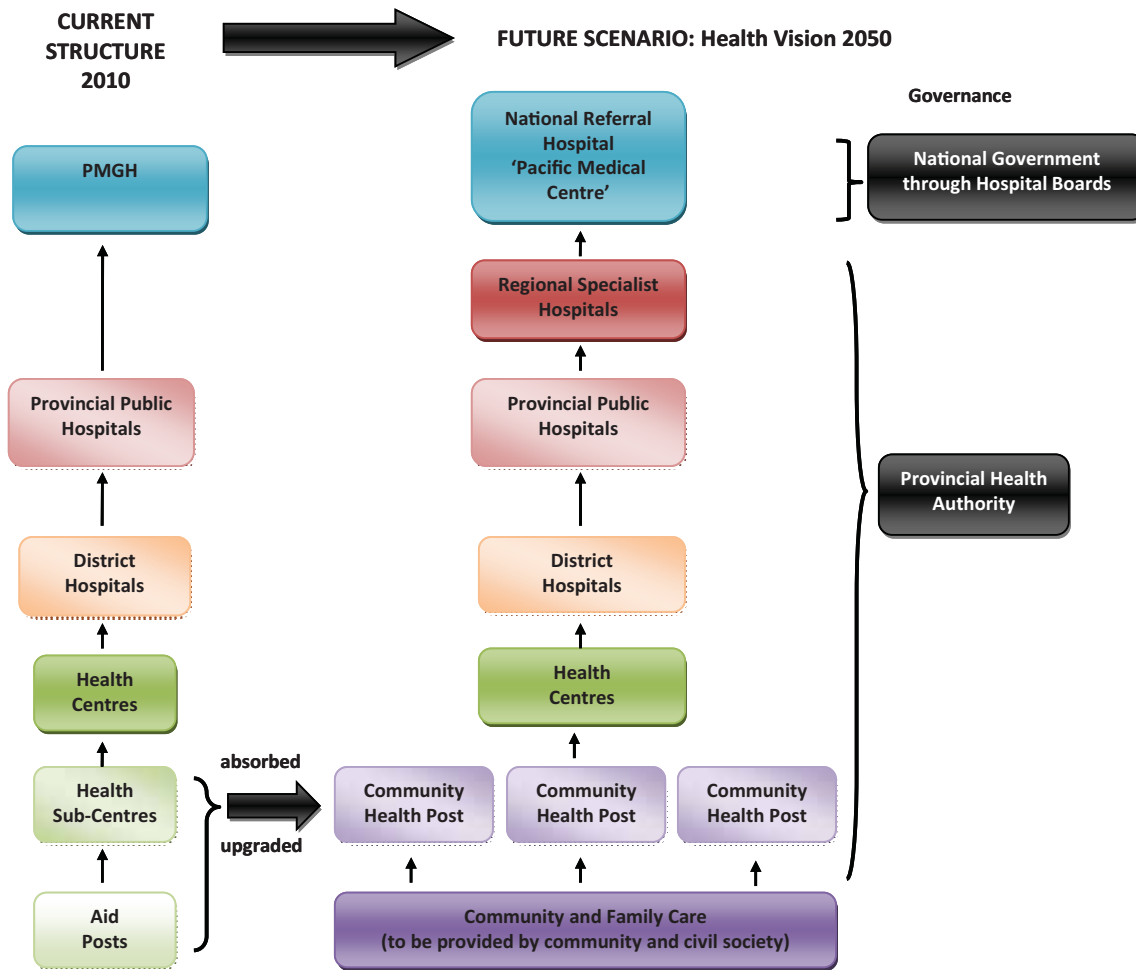 CURRENT
STRUCTURE
2010
FUTURE SCENARIO: Health Vision 2050
Governance
PMGH
National Referral
Hospital
‘Pacific Medical
Centre’
National Government
through Hospital Boards
Regional Specialist
Hospitals
Provincial Public
Hospitals
Provincial Public
Hospitals
Provincial Health
Authority
District
Hospitals
District
Hospitals
Health
Centres
Health
Centres
Health
Sub-Centres
absorbed
upgraded
Community
Health Post
Community
Health Post
Community
Health Post
Aid
Posts
Community and Family Care
(to be provided by community and civil society)